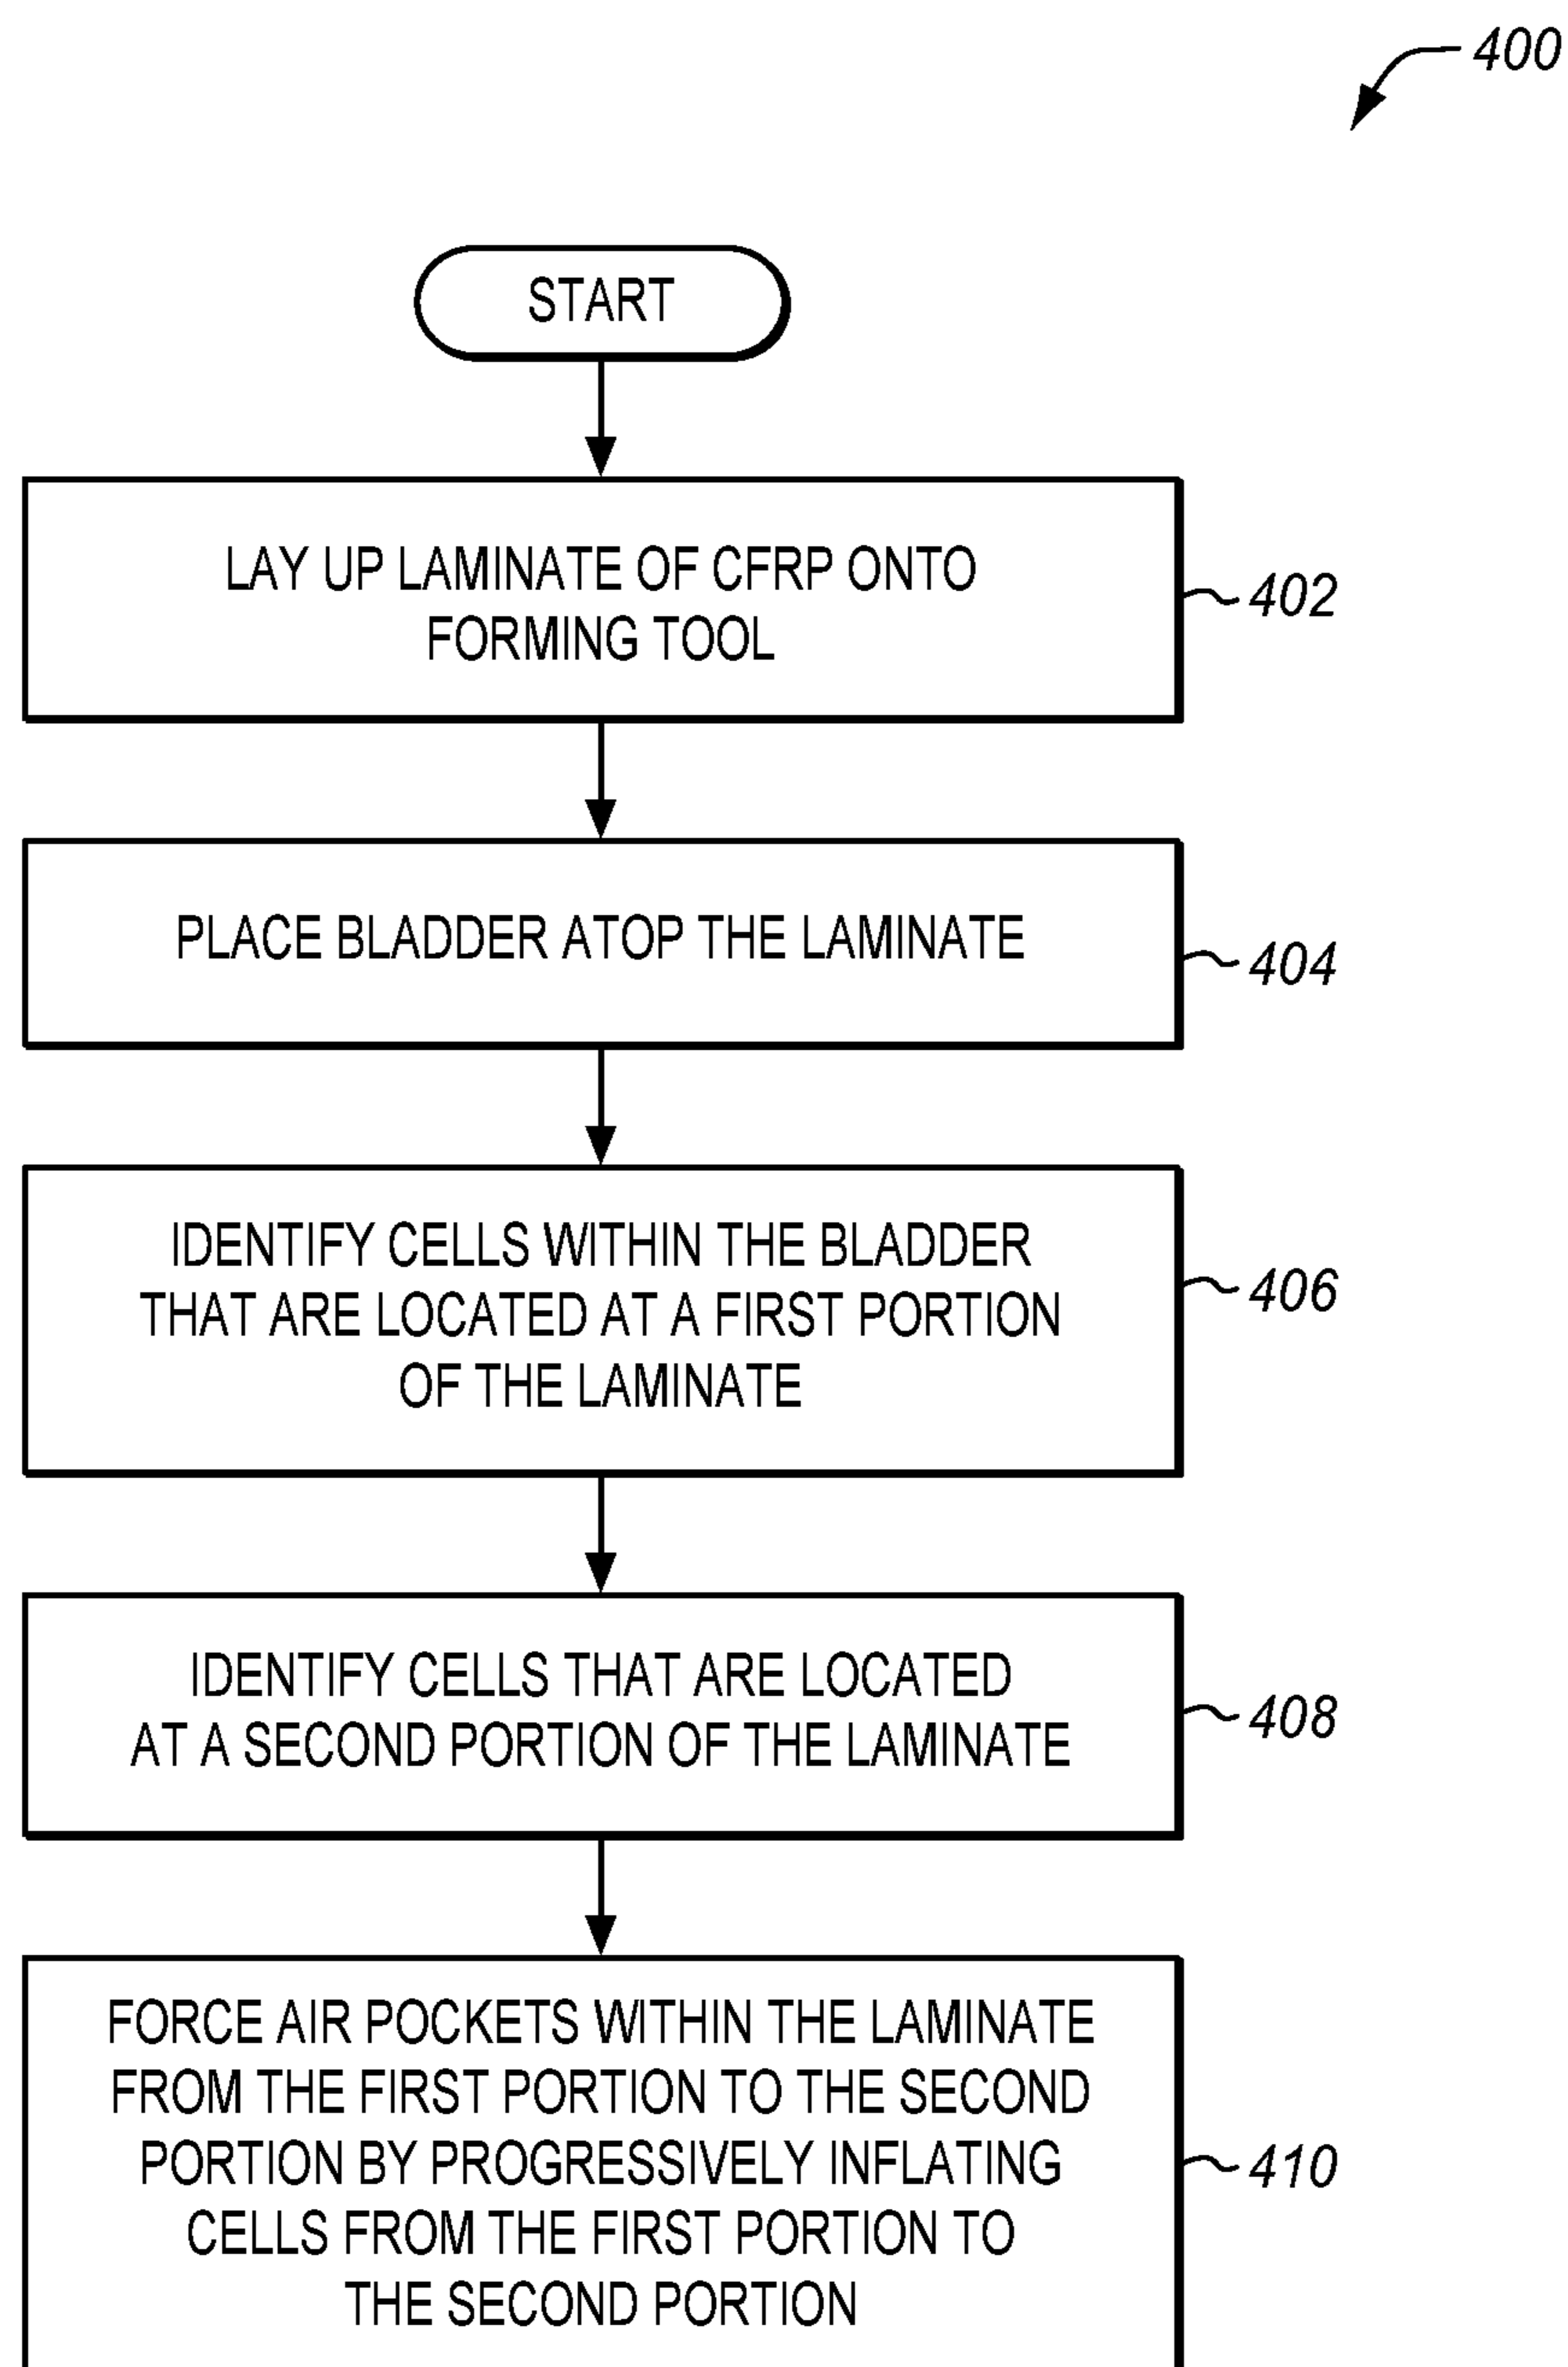 400
START
LAY UP LAMINATE OF CFRP ONTO
FORMING TOOL
402
PLACE BLADDER ATOP THE LAMINATE
404
IDENTIFY CELLS WITHIN THE BLADDER
THAT ARE LOCATED AT A FIRST PORTION
OF THE LAMINATE
406
IDENTIFY CELLS THAT ARE LOCATED
AT A SECOND PORTION OF THE LAMINATE
408
FORCE AIR POCKETS WITHIN THE LAMINATE
FROM THE FIRST PORTION TO THE SECOND
PORTION BY PROGRESSIVELY INFLATING
CELLS FROM THE FIRST PORTION TO
THE SECOND PORTION
410